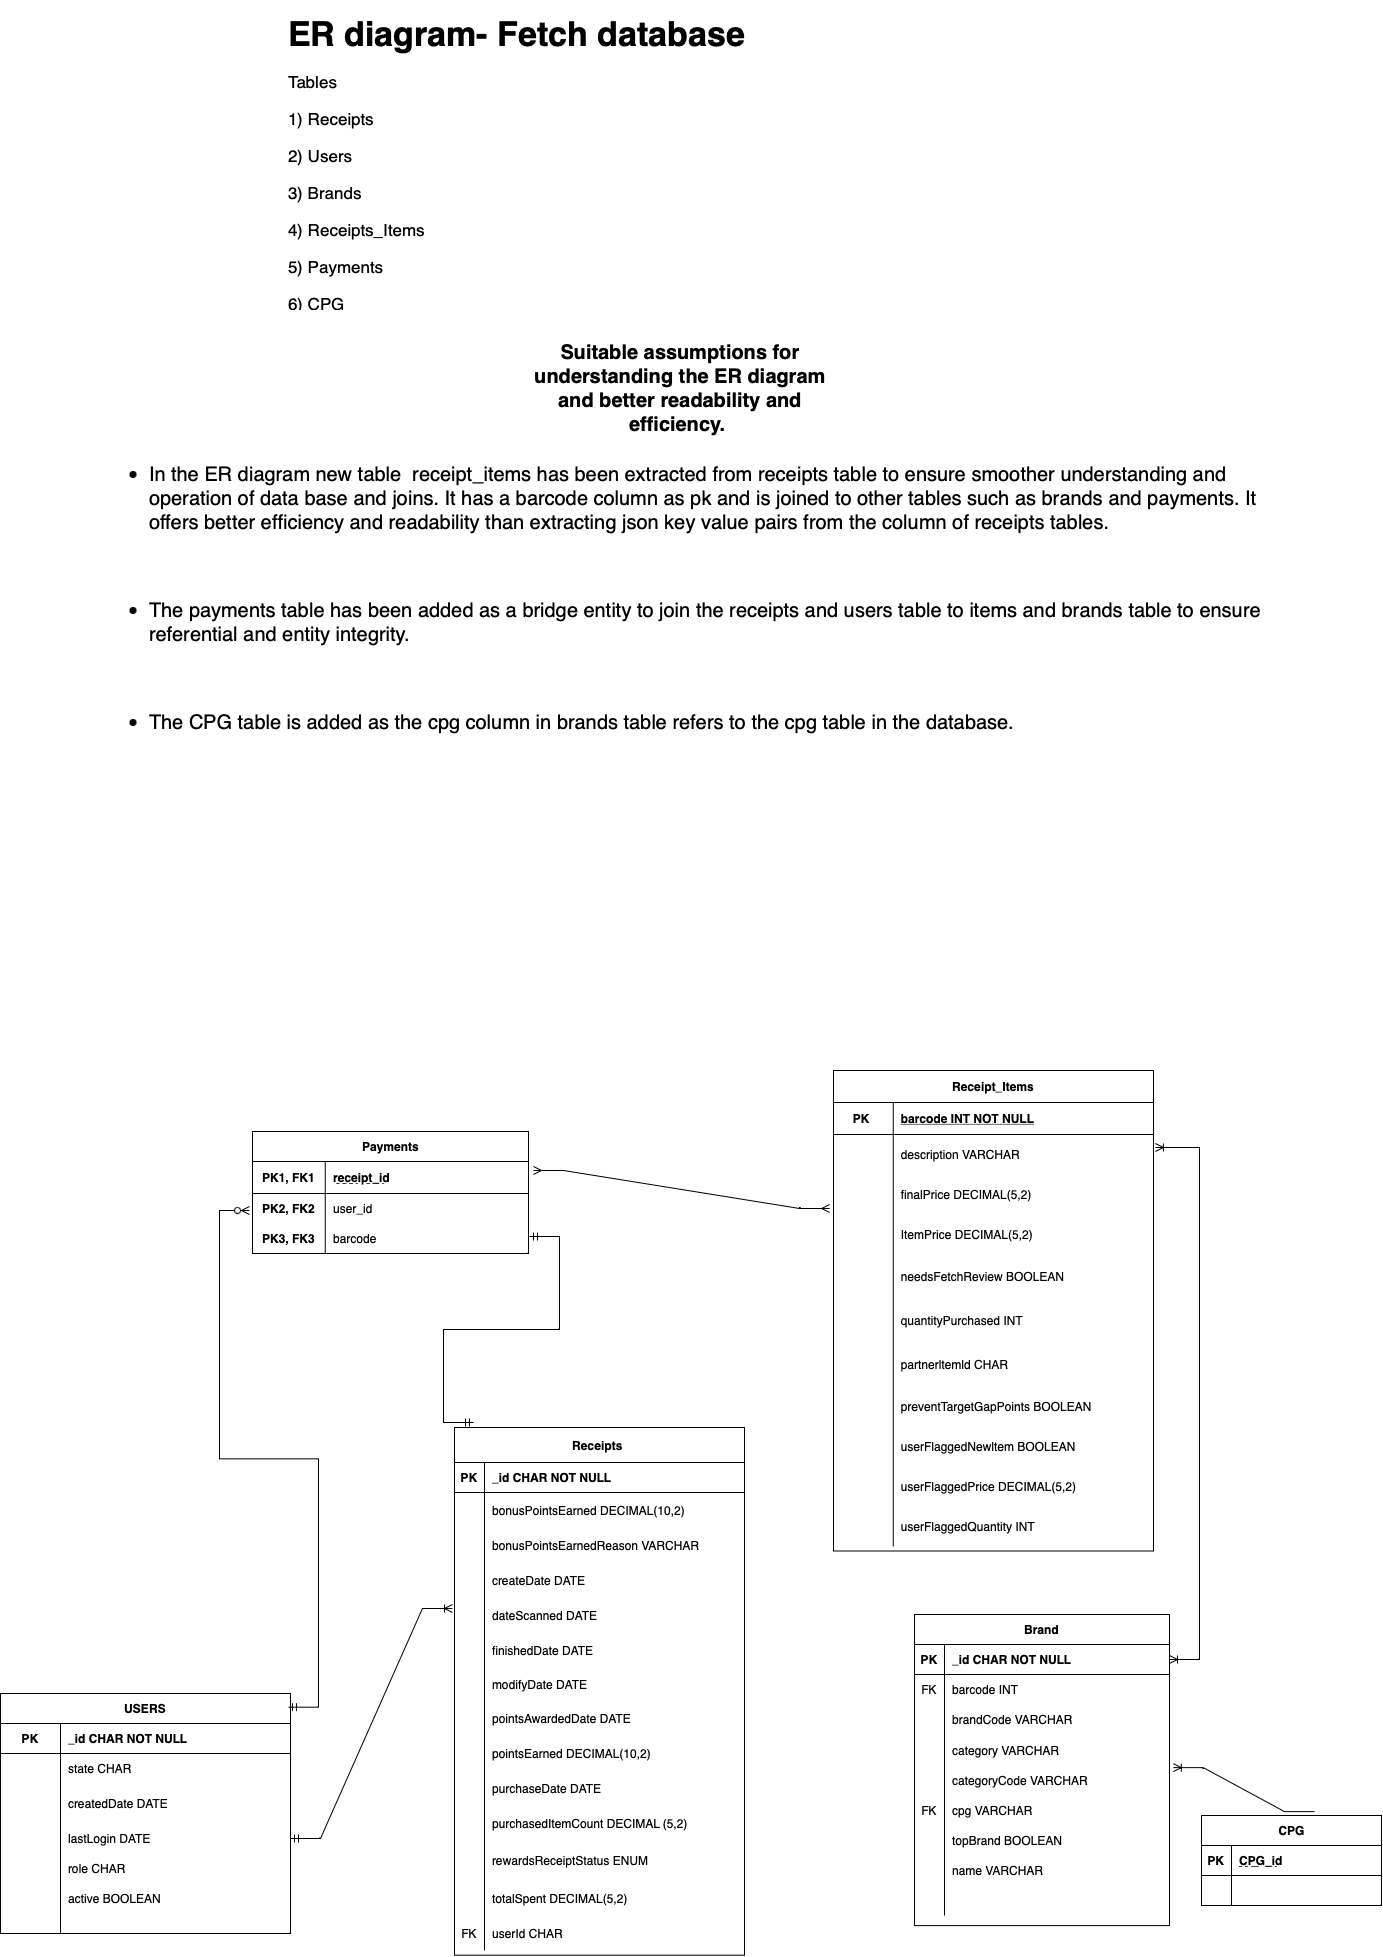 ER diagram- Fetch database
Tables
1) Receipts
2) Users
3) Brands
4) Receipts_Items
5) Payments
6) CPG
Suitable assumptions for
understanding the ER diagram
and better readability and
efficiency.
• In the ER diagram new table  receipt_items has been extracted from receipts table to ensure smoother understanding and
operation of data base and joins. It has a barcode column as pk and is joined to other tables such as brands and payments. It
offers better efficiency and readability than extracting json key value pairs from the column of receipts tables.
• The payments table has been added as a bridge entity to join the receipts and users table to items and brands table to ensure
referential and entity integrity.
• The CPG table is added as the cpg column in brands table refers to the cpg table in the database.
Payments
PK1, FK1 receipt_id
PK2, FK2 user_id
PK3, FK3 barcode
Receipt_Items
PK barcode INT NOT NULL
description VARCHAR
finalPrice DECIMAL(5,2)
ItemPrice DECIMAL(5,2)
needsFetchReview BOOLEAN
quantityPurchased INT
partnerItemId CHAR
preventTargetGapPoints BOOLEAN
userFlaggedNewItem BOOLEAN
userFlaggedPrice DECIMAL(5,2)
userFlaggedQuantity INT
Receipts
PK _id CHAR NOT NULL
bonusPointsEarned DECIMAL(10,2)
bonusPointsEarnedReason VARCHAR
createDate DATE
dateScanned DATE
finishedDate DATE
modifyDate DATE
pointsAwardedDate DATE
pointsEarned DECIMAL(10,2)
purchaseDate DATE
purchasedItemCount DECIMAL (5,2)
rewardsReceiptStatus ENUM
totalSpent DECIMAL(5,2)
FK userId CHAR
USERS
PK _id CHAR NOT NULL
state CHAR
createdDate DATE
lastLogin DATE
role CHAR
active BOOLEAN
Brand
PK _id CHAR NOT NULL
FK barcode INT
brandCode VARCHAR
category VARCHAR
categoryCode VARCHAR
FK cpg VARCHAR
topBrand BOOLEAN
name VARCHAR
CPG
PK CPG_id